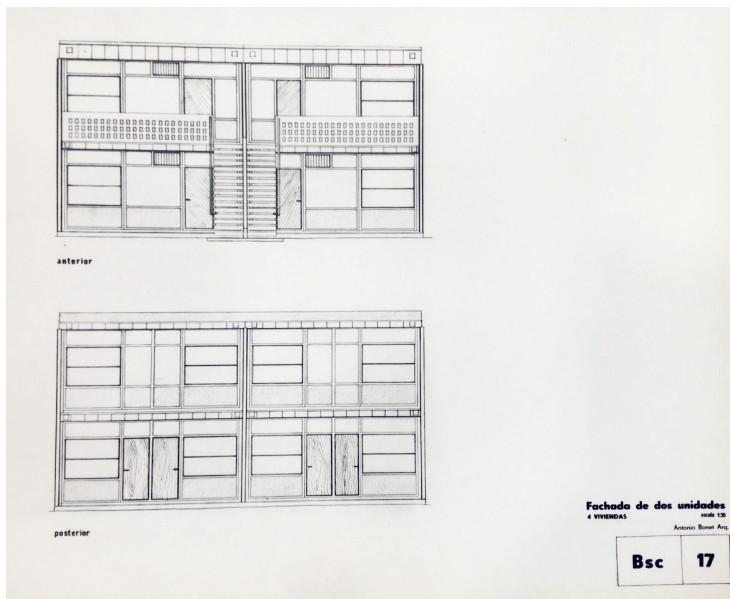 anterior
posterior
Fachada de dos unidades
4 VIVIENDAS escala 1:50
Antonio Bonet Arq.
Bsc 17